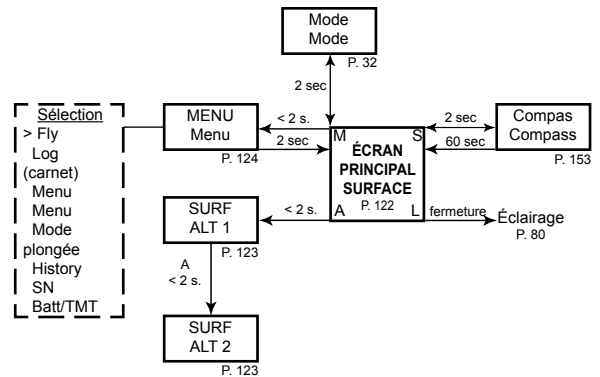 Mode
Mode
P. 32
2 sec
Sélection
> Fly
Log
(carnet)
Menu
Menu
Mode
plongée
History
SN
Batt/TMT
MENU
Menu
P. 124
< 2 s.
2 sec
M
S
ÉCRAN
PRINCIPAL
SURFACE
P. 122
A
L
2 sec
60 sec
Compas
Compass
P. 153
SURF
ALT 1
P. 123
< 2 s.
fermeture
Éclairage
P. 80
A
< 2 s.
SURF
ALT 2
P. 123